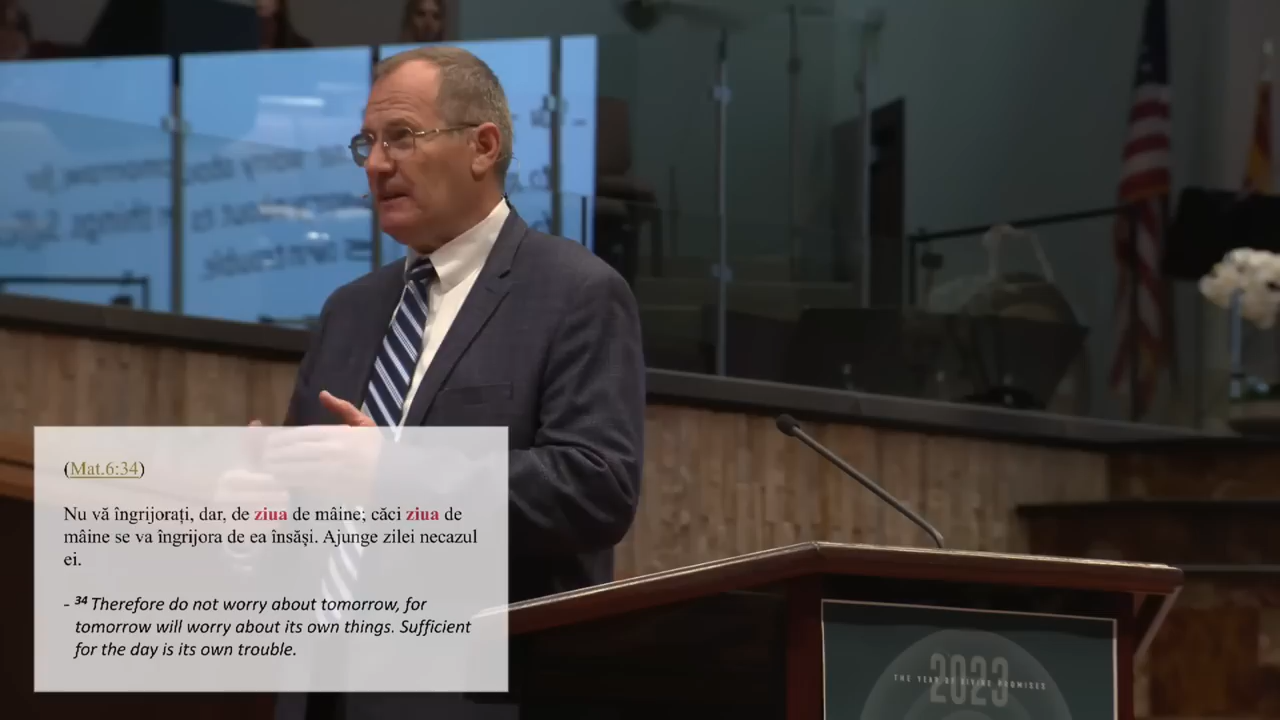 (Mat.6:34)
Nu vă îngrijorați, dar, de ziua de mâine; căci ziua de
mâine se va îngrijora de ea însăși. Ajunge zilei necazul
ei.
- 34 Therefore do not worry about tomorrow, for
tomorrow will worry about its own things. Sufficient
for the day is its own trouble.
2023
THE YEAR OF DIVINE PROMISES